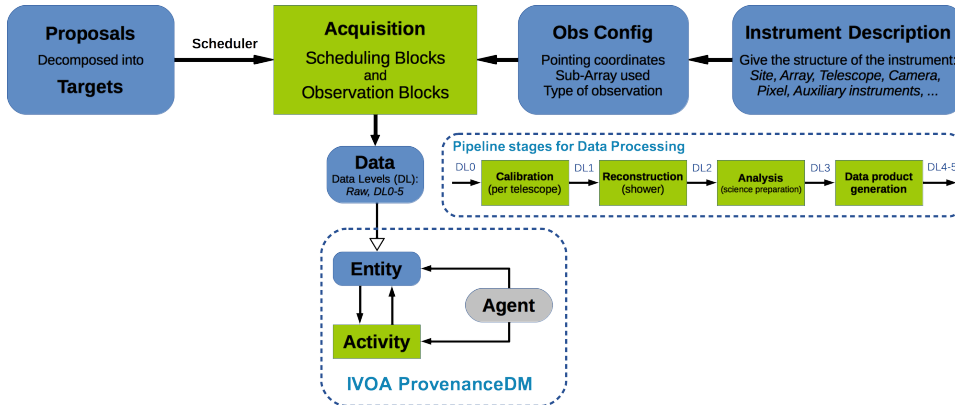 Proposals
Decomposed into
Targets
Scheduler
Acquisition
Scheduling Blocks
and
Observation Blocks
Obs Config
Pointing coordinates
Sub-Array used
Type of observation
Instrument Description
Give the structure of the instrument:
Site, Array, Telescope, Camera,
Pixel, Auxiliary instruments, ...
Data
Data Levels (DL):
Raw, DL0-5
Pipeline stages for Data Processing
DL0
Calibration
(per telescope)
DL1
Reconstruction
(shower)
DL2
Analysis
(science preparation)
DL3
Data product
generation
DL4-5
Entity
Agent
Activity
IVOA ProvenanceDM